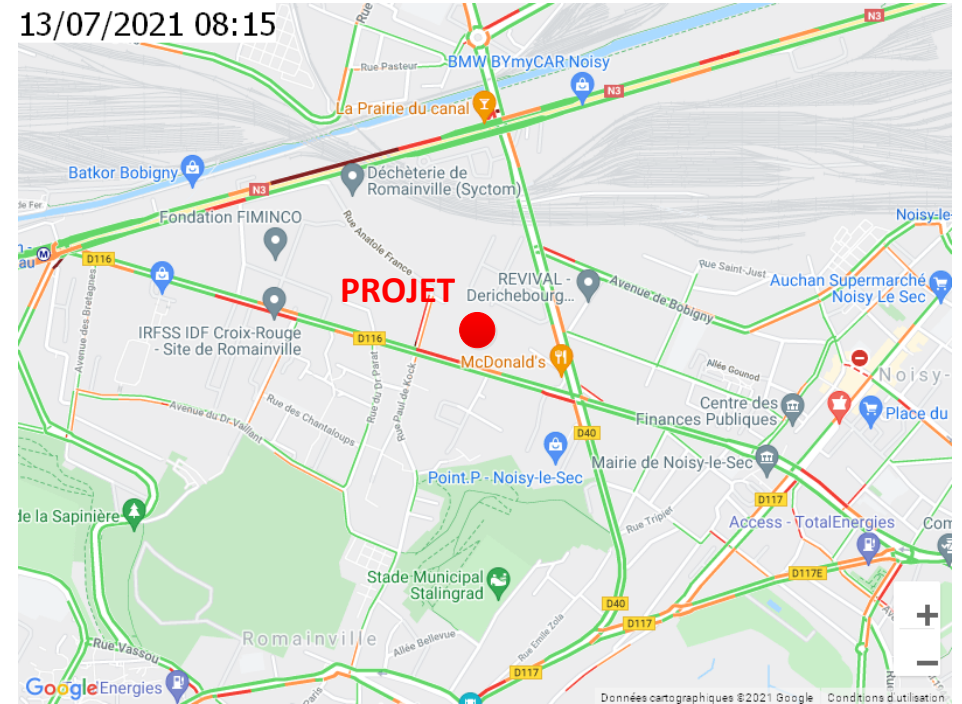 13/07/2021 08:15
N3
Rue Pasteur
BMW BYmyCAR Noisy
N3
La Prairie du canal
Batkor Bobigny
Déchèterie de
Romainville (Syctom)
N3
de Fer
Fondation FIMINCO
Noisy-le-
Rue Anatole France
D116
Rue Saint-Just
PROJET
REVIVAL -
Derichebourg...
Avenue de Bobigny
Auchan Supermarché
Noisy Le Sec
Avenue des Bretagnes
IRFSS IDF Croix-Rouge
- Site de Romainville
D116
McDonald's
Allée Gounod
Noisy-
Rue du Dr Parat
Rue Paul de Kock
Avenue du Dr Vaillant
Rue des Chantaloups
Centre des
Finances Publiques
Place du
D40
Mairie de Noisy-le-Sec
Point.P - Noisy-le-Sec
D117
de la Sapinière
Rue Tripier
Access - TotalEnergies
Com
D117E
Stade Municipal
Stalingrad
D40
D117
Romainville
Allée Bellevue
Rue Emile Zola
Rue Vassou
D117
Google
Energies
Données cartographiques ©2021 Google
Conditions d'utilisation